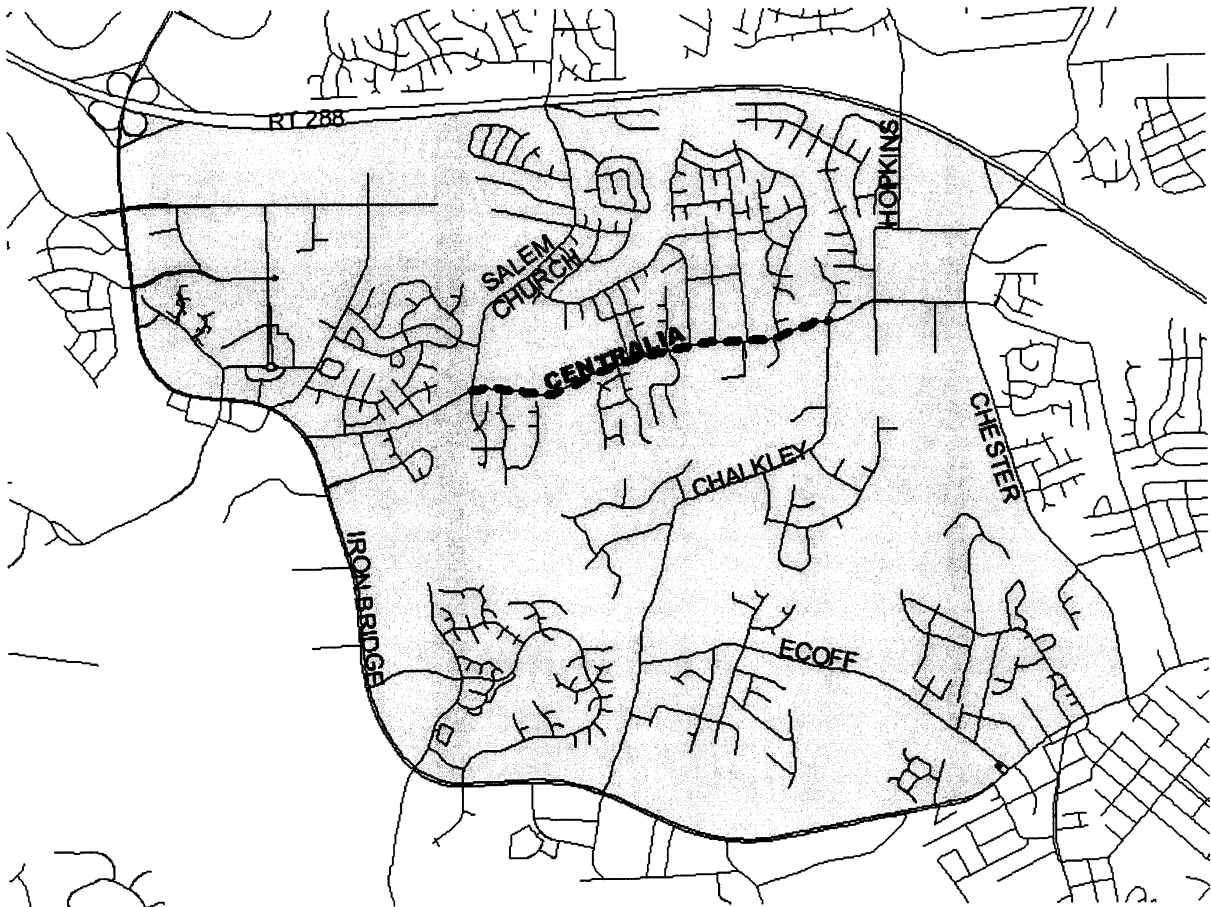 RT 288
HOPKINS
SALEM
CHURCH
CENTRALIA
CHESTER
CHALKLEY
IRON BRIDGE
ECOFF